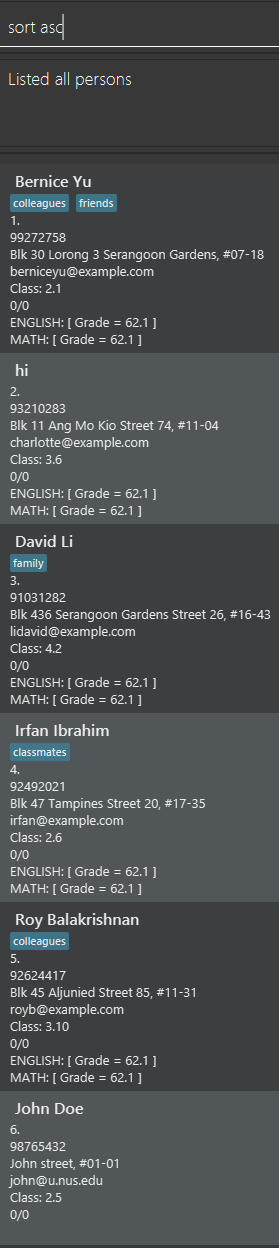 sort asc
Listed all persons
Bernice Yu
colleagues friends
1.
99272758
Blk 30 Lorong 3 Serangoon Gardens, #07-18
berniceyu@example.com
Class: 2.1
0/0
ENGLISH: [ Grade = 62.1 ]
MATH: [ Grade = 62.1 ]
hi
2.
93210283
Blk 11 Ang Mo Kio Street 74, #11-04
charlotte@example.com
Class: 3.6
0/0
ENGLISH: [ Grade = 62.1 ]
MATH: [ Grade = 62.1 ]
David Li
family
3.
91031282
Blk 436 Serangoon Gardens Street 26, #16-43
lidavid@example.com
Class: 4.2
0/0
ENGLISH: [ Grade = 62.1 ]
MATH: [ Grade = 62.1 ]
Irfan Ibrahim
classmates
4.
92492021
Blk 47 Tampines Street 20, #17-35
irfan@example.com
Class: 2.6
0/0
ENGLISH: [ Grade = 62.1 ]
MATH: [ Grade = 62.1 ]
Roy Balakrishnan
colleagues
5.
92624417
Blk 45 Aljunied Street 85, #11-31
royb@example.com
Class: 3.10
0/0
ENGLISH: [ Grade = 62.1 ]
MATH: [ Grade = 62.1 ]
John Doe
6.
98765432
John street, #01-01
john@u.nus.edu
Class: 2.5
0/0